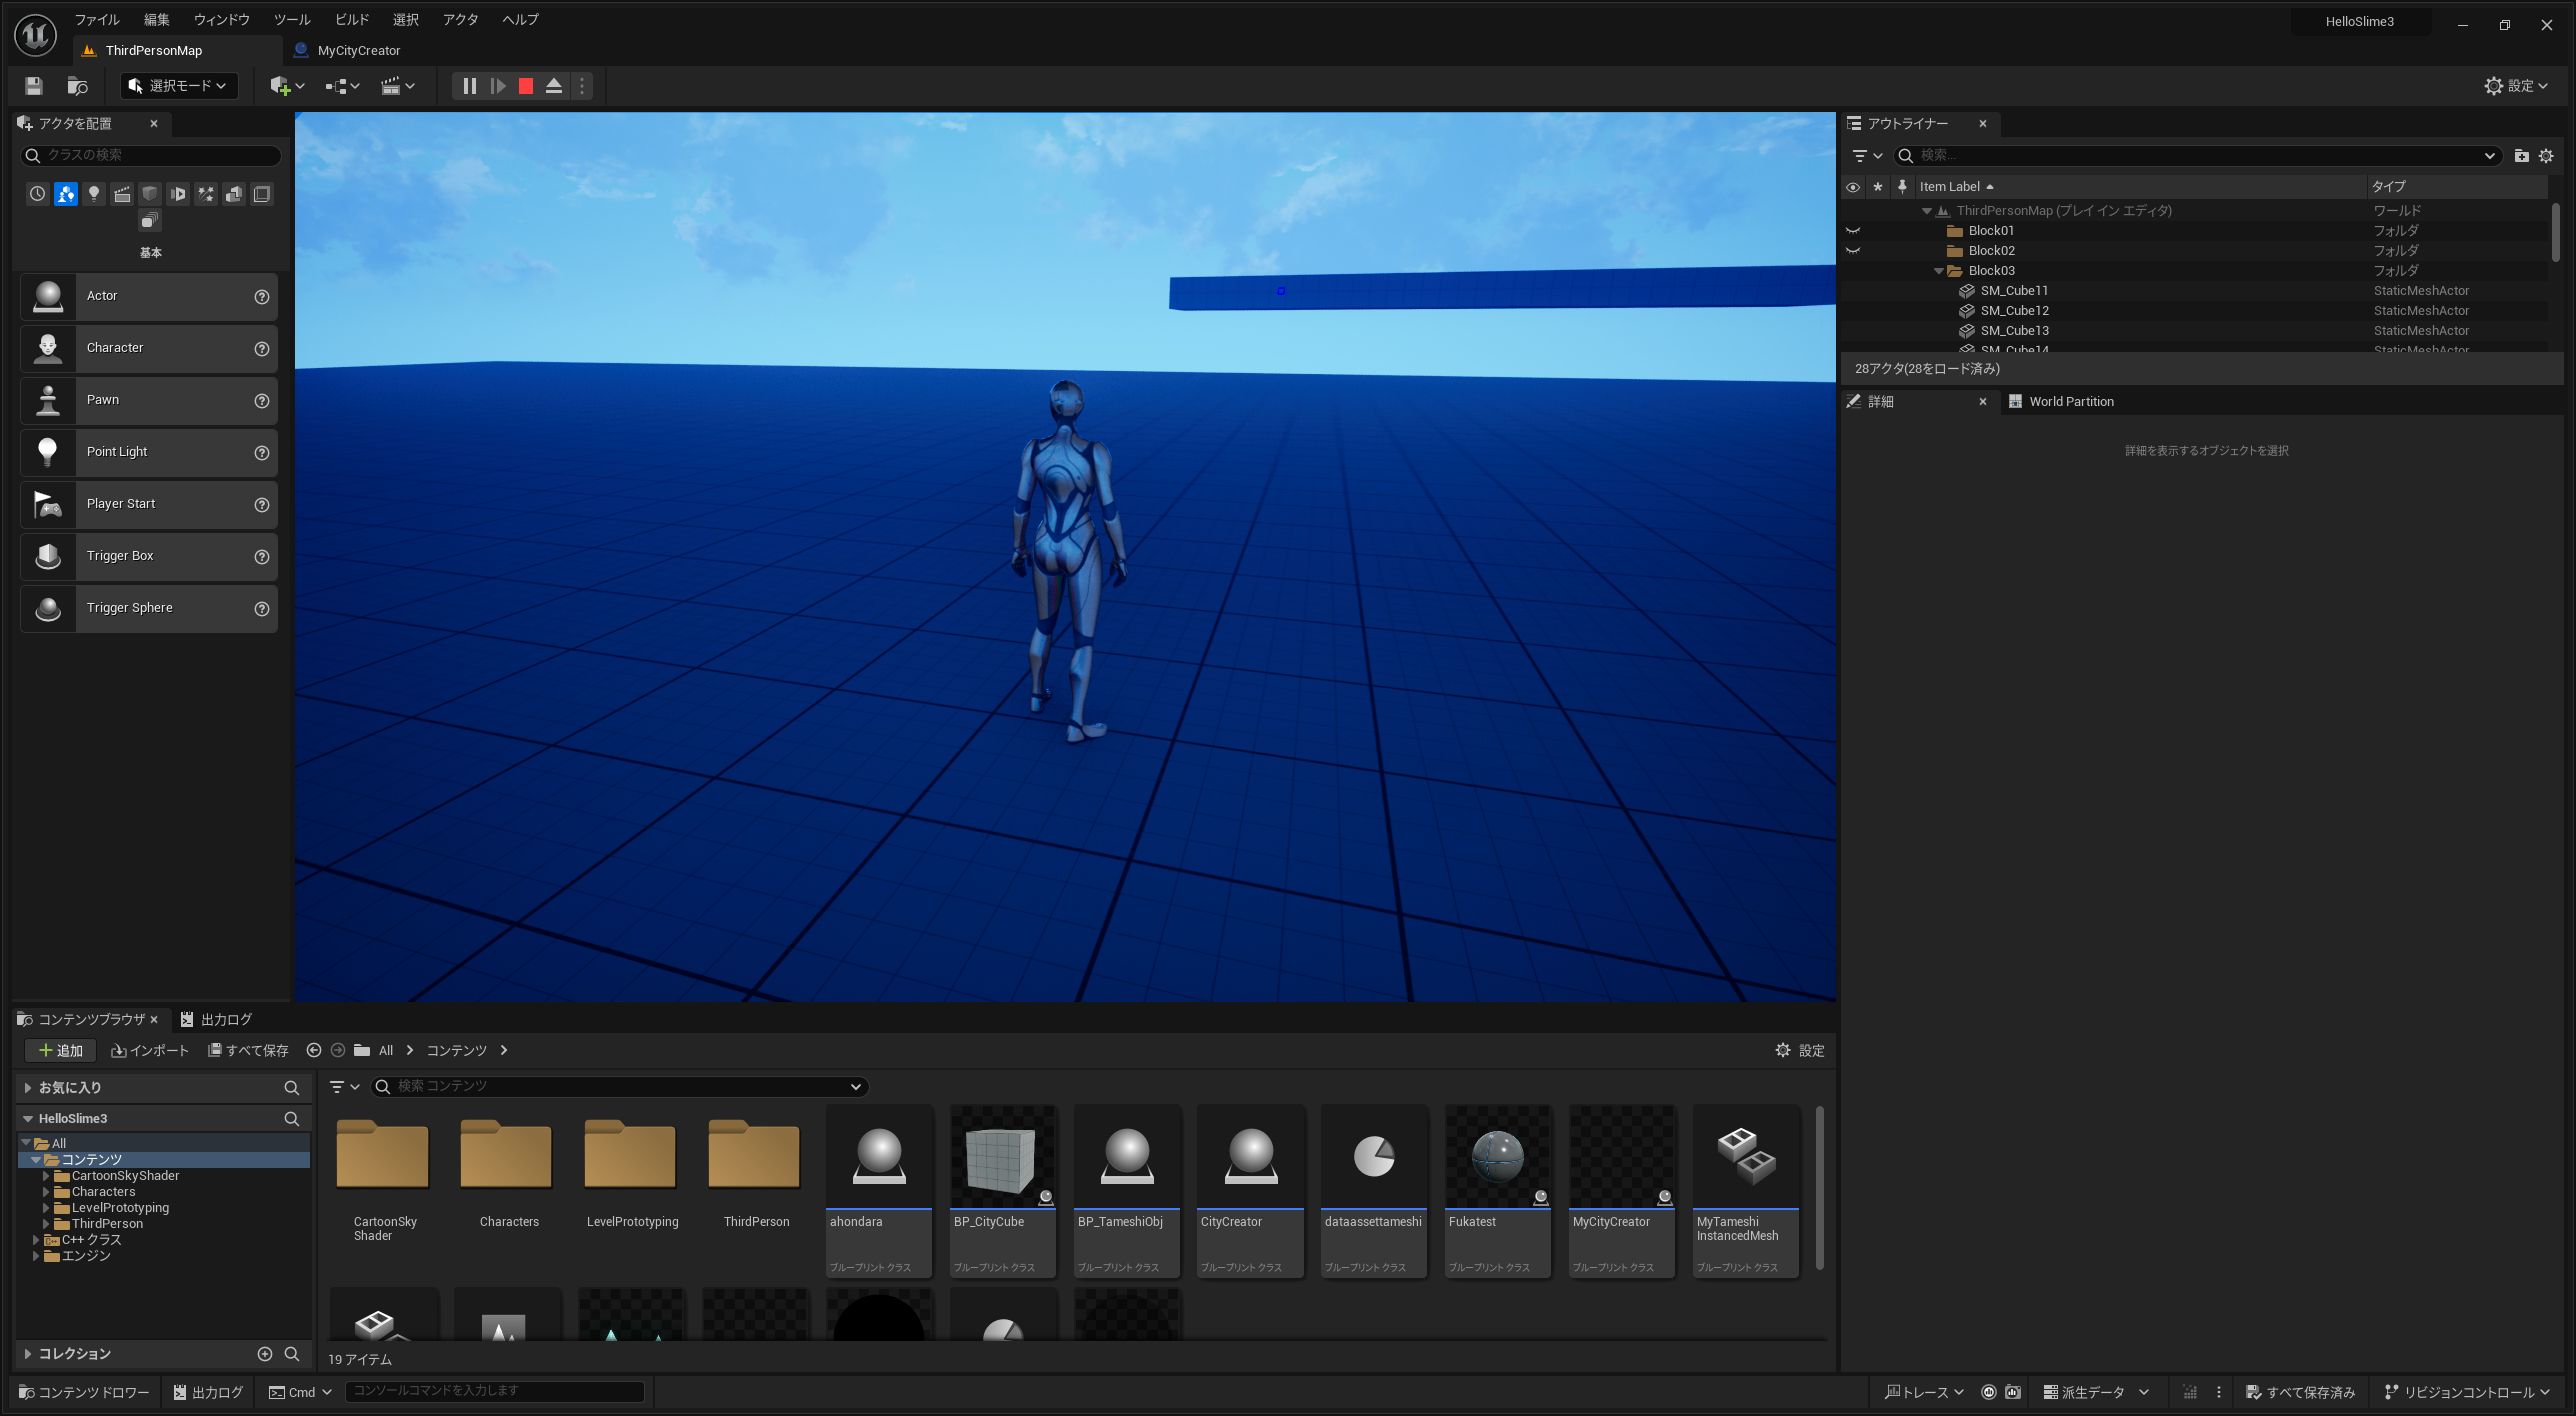 ファイル 編集 ウィンドウ ツール ビルド 選択 アクタ ヘルプ
HelloSlime3
ThirdPersonMap
MyCityCreator
選択モード
設定
アクタを配置
クラスの検索
基本
Actor
Character
Pawn
Point Light
Player Start
Trigger Box
Trigger Sphere
アウトライナー
検索...
Item Label タイプ
ThirdPersonMap (プレイ イン エディタ) ワールド
Block01 フォルダ
Block02 フォルダ
Block03 フォルダ
SM_Cube11 StaticMeshActor
SM_Cube12 StaticMeshActor
SM_Cube13 StaticMeshActor
SM_Cube14 StaticMeshActor
28アクタ(28をロード済み)
詳細
World Partition
詳細を表示するオブジェクトを選択
コンテンツブラウザ
出力ログ
追加 インポート すべて保存 All コンテンツ
設定
お気に入り
HelloSlime3
All
コンテンツ
CartoonSkyShader
Characters
LevelPrototyping
ThirdPerson
C++ クラス
エンジン
コレクション
検索 コンテンツ
CartoonSky
Shader
Characters
LevelPrototyping
ThirdPerson
ahondara
ブループリント クラス
BP_CityCube
ブループリント クラス
BP_TameshiObj
ブループリント クラス
CityCreator
ブループリント クラス
dataassettameshi
ブループリント クラス
Fukatest
ブループリント クラス
MyCityCreator
ブループリント クラス
MyTameshi
InstancedMesh
ブループリント クラス
19 アイテム
コンテンツ ドロワー 出力ログ Cmd コンソールコマンドを入力します
トレース 派生データ すべて保存済み リビジョンコントロール